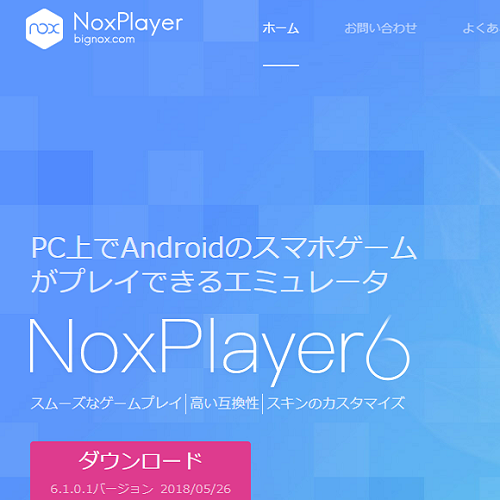 nox NoxPlayer
bignox.com
ホーム お問い合わせ よくあ
PC上でAndroidのスマホゲーム
がプレイできるエミュレータ
NoxPlayer6
スムーズなゲームプレイ|高い互換性|スキンのカスタマイズ
ダウンロード
6.1.0.1バージョン 2018/05/26